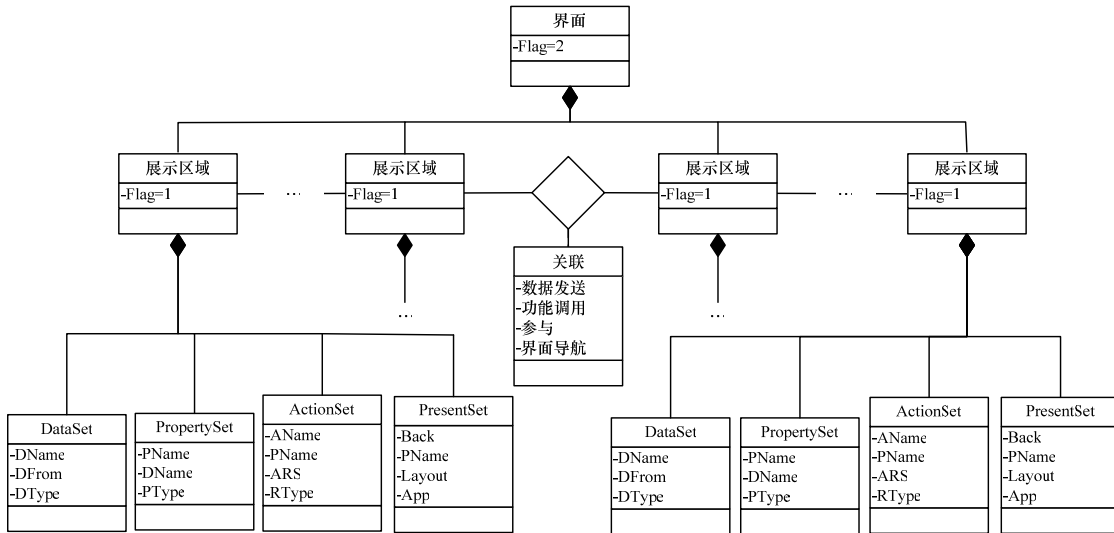 界面
-Flag=2
展示区域
-Flag=1
...
展示区域
-Flag=1
展示区域
-Flag=1
...
展示区域
-Flag=1
关联
-数据发送
-功能调用
-参与
-界面导航
...
...
DataSet
-DName
-DFrom
-DType
PropertySet
-PName
-DName
-PType
ActionSet
-AName
-PName
-ARS
-RType
PresentSet
-Back
-PName
-Layout
-App
DataSet
-DName
-DFrom
-DType
PropertySet
-PName
-DName
-PType
ActionSet
-AName
-PName
-ARS
-RType
PresentSet
-Back
-PName
-Layout
-App